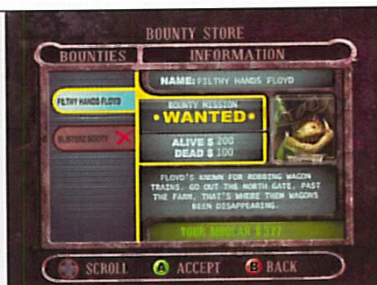 BOUNTY STORE
BOUNTIES
INFORMATION
NAME: FILTHY HANDS FLOYD
FILTHY HANDS FLOYD
BLISTERZ BOOTY
BOUNTY MISSION
•WANTED•
ALIVE $ 200
DEAD $ 100
FLOYD'S KNOWN FOR ROBBING WAGON
TRAINS. GO OUT THE NORTH GATE, PAST
THE FARM, THAT'S WHERE THEM WAGONS
BEEN DISAPPEARING.
YOUR MOOLAH $377
SCROLL
A ACCEPT
B BACK